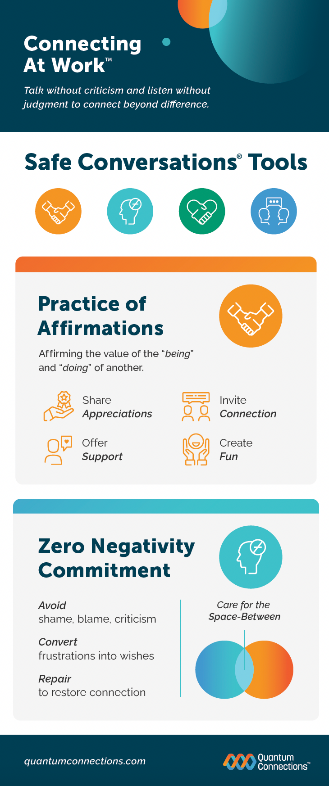 Connecting
At Work™
Talk without criticism and listen without
judgment to connect beyond difference.
Safe Conversations® Tools
Practice of
Affirmations
Affirming the value of the “being”
and “doing” of another.
Share
Appreciations
Invite
Connection
Offer
Support
Create
Fun
Zero Negativity
Commitment
Avoid
shame, blame, criticism
Convert
frustrations into wishes
Repair
to restore connection
Care for the
Space-Between
quantumconnections.com
Quantum
Connections™